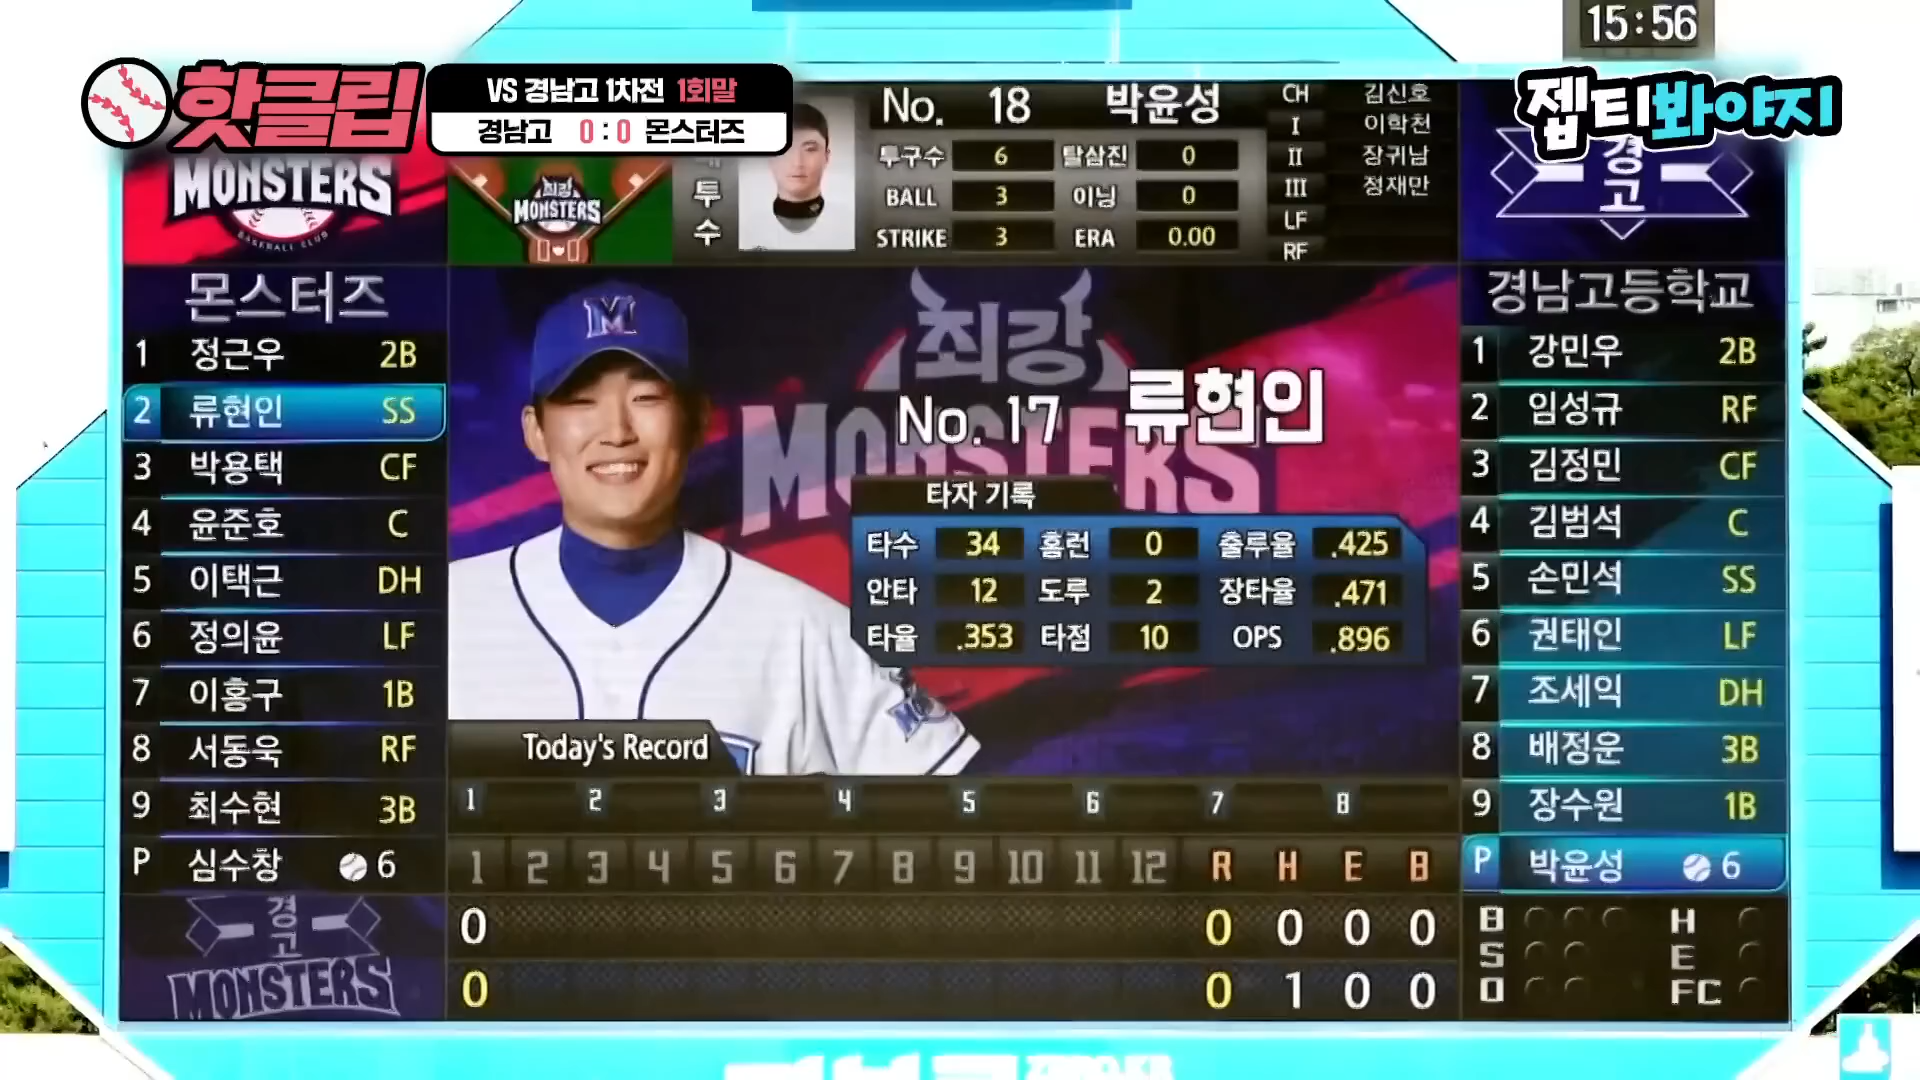 15:56
핫클립
VS 경남고 1차전 1회말
경남고 0 : 0 몬스터즈
젭티봐야지
MONSTERS
BASEBALL CLUB
최강
MONSTERS
투
수
No. 18 박윤성
투구수 6 탈삼진 0
BALL 3 이닝 0
STRIKE 3 ERA 0.00
CH 김신호
I 이학천
II 장귀남
III 정재만
LF
RF
경
고
몬스터즈
1 정근우 2B
2 류현인 SS
3 박용택 CF
4 윤준호 C
5 이택근 DH
6 정의윤 LF
7 이홍구 1B
8 서동욱 RF
9 최수현 3B
P 심수창 6
M
최강
MONSTERS
No. 17 류현인
타자 기록
타수 34 홈런 0 출루율 .425
안타 12 도루 2 장타율 .471
타율 .353 타점 10 OPS .896
Today's Record
1 2 3 4 5 6 7 8
경남고등학교
1 강민우 2B
2 임성규 RF
3 김정민 CF
4 김범석 C
5 손민석 SS
6 권태인 LF
7 조세익 DH
8 배정운 3B
9 장수원 1B
P 박윤성 6
1 2 3 4 5 6 7 8 9 10 11 12 R H E B
경
고
0 0 0 0 0
MONSTERS
0 0 1 0 0
B H
S E
O FC